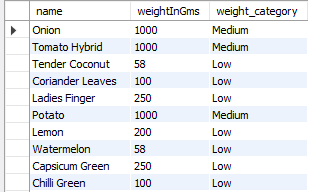 name weightInGms weight_category
Onion 1000 Medium
Tomato Hybrid 1000 Medium
Tender Coconut 58 Low
Coriander Leaves 100 Low
Ladies Finger 250 Low
Potato 1000 Medium
Lemon 200 Low
Watermelon 58 Low
Capsicum Green 250 Low
Chilli Green 100 Low